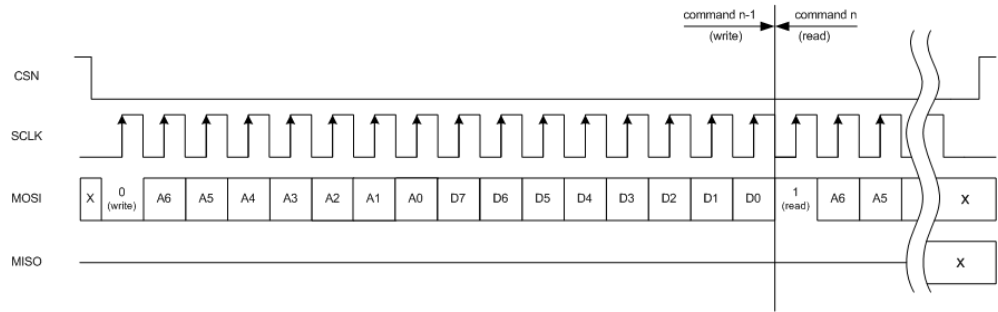 command n-1 command n
(write) (read)
CSN
SCLK
MOSI X 0 (write) A6 A5 A4 A3 A2 A1 A0 D7 D6 D5 D4 D3 D2 D1 D0 1 (read) A6 A5 X
MISO X